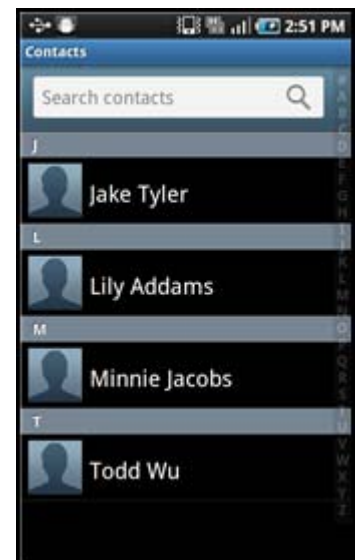 2:51 PM
Contacts
Search contacts
J
Jake Tyler
L
Lily Addams
M
Minnie Jacobs
T
Todd Wu
#
A
B
C
D
E
F
G
H
I
J
K
L
M
N
O
P
Q
R
S
T
U
V
W
X
Y
Z